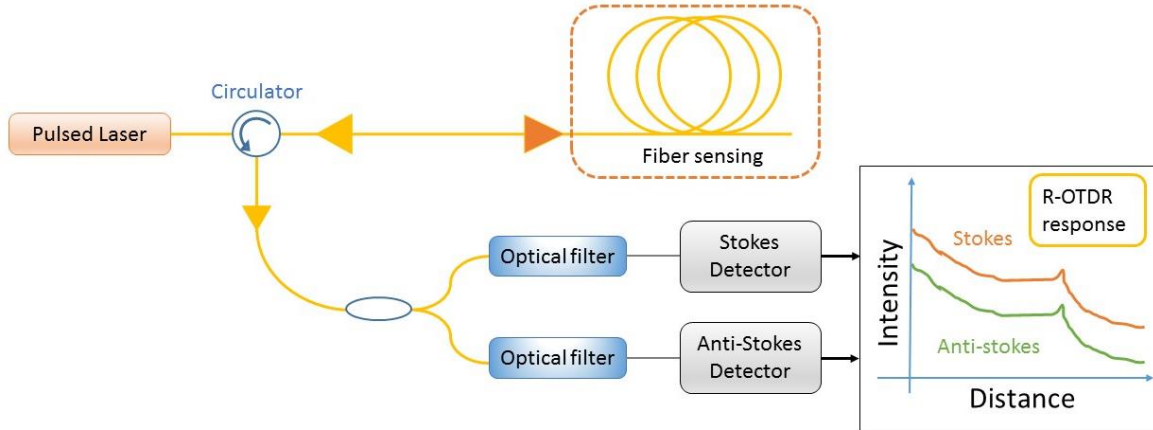 Circulator
Pulsed Laser
Fiber sensing
Optical filter
Stokes
Detector
Optical filter
Anti-Stokes
Detector
R-OTDR
response
Stokes
Anti-stokes
Intensity
Distance